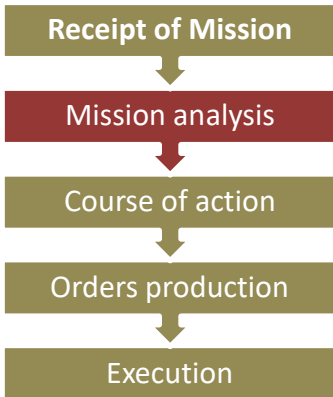 Receipt of Mission
Mission analysis
Course of action
Orders production
Execution